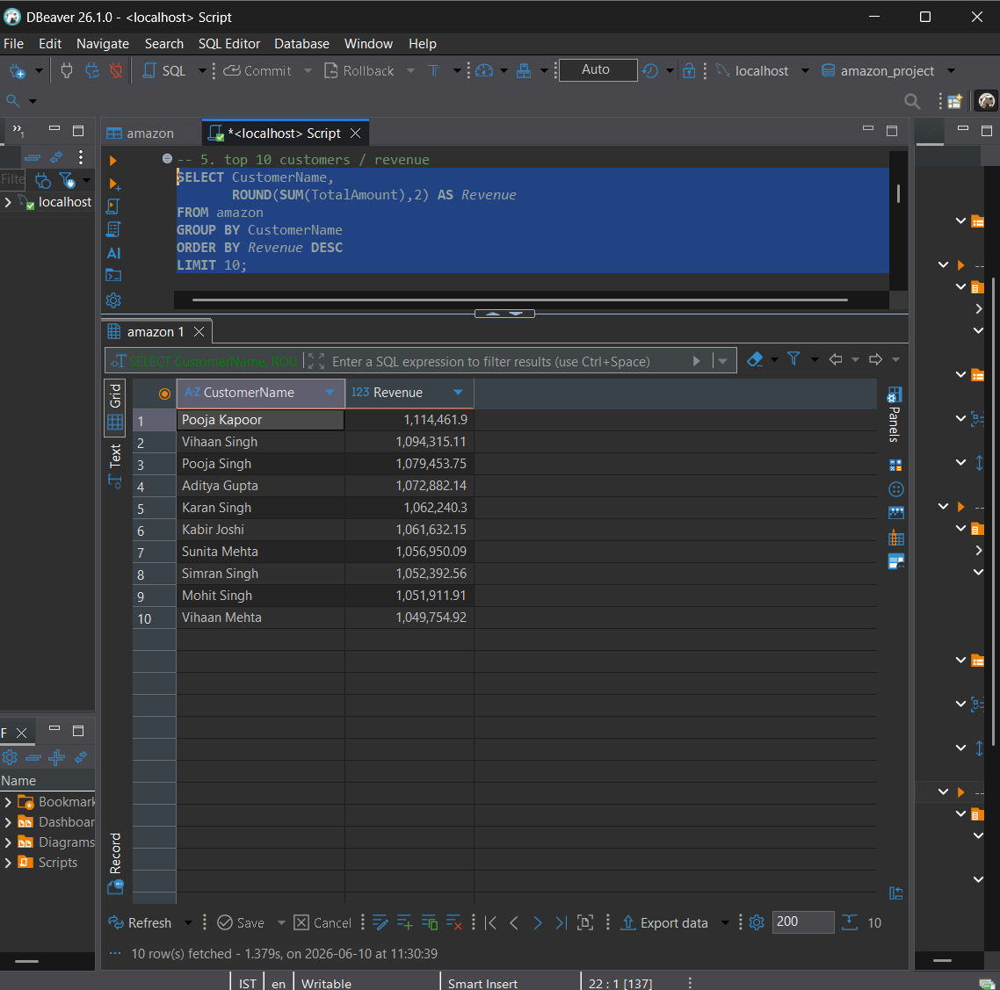 DBeaver 26.1.0 - <localhost> Script
File Edit Navigate Search SQL Editor Database Window Help
SQL Commit Rollback T Auto localhost amazon_project
amazon *<localhost> Script
-- 5. top 10 customers / revenue
SELECT CustomerName,
ROUND(SUM(TotalAmount),2) AS Revenue
FROM amazon
GROUP BY CustomerName
ORDER BY Revenue DESC
LIMIT 10;
AI
Filte
localhost
amazon 1
SELECT CustomerName, ROU Enter a SQL expression to filter results (use Ctrl+Space)
Grid
Text
Record
Panels
A-Z CustomerName 123 Revenue
1 Pooja Kapoor 1,114,461.9
2 Vihaan Singh 1,094,315.11
3 Pooja Singh 1,079,453.75
4 Aditya Gupta 1,072,882.14
5 Karan Singh 1,062,240.3
6 Kabir Joshi 1,061,632.15
7 Sunita Mehta 1,056,950.09
8 Simran Singh 1,052,392.56
9 Mohit Singh 1,051,911.91
10 Vihaan Mehta 1,049,754.92
F
Name
Bookmark
Dashboar
Diagrams
Scripts
Refresh Save Cancel Export data 200 10
10 row(s) fetched - 1.379s, on 2026-06-10 at 11:30:39
IST en Writable Smart Insert 22 : 1 [137]